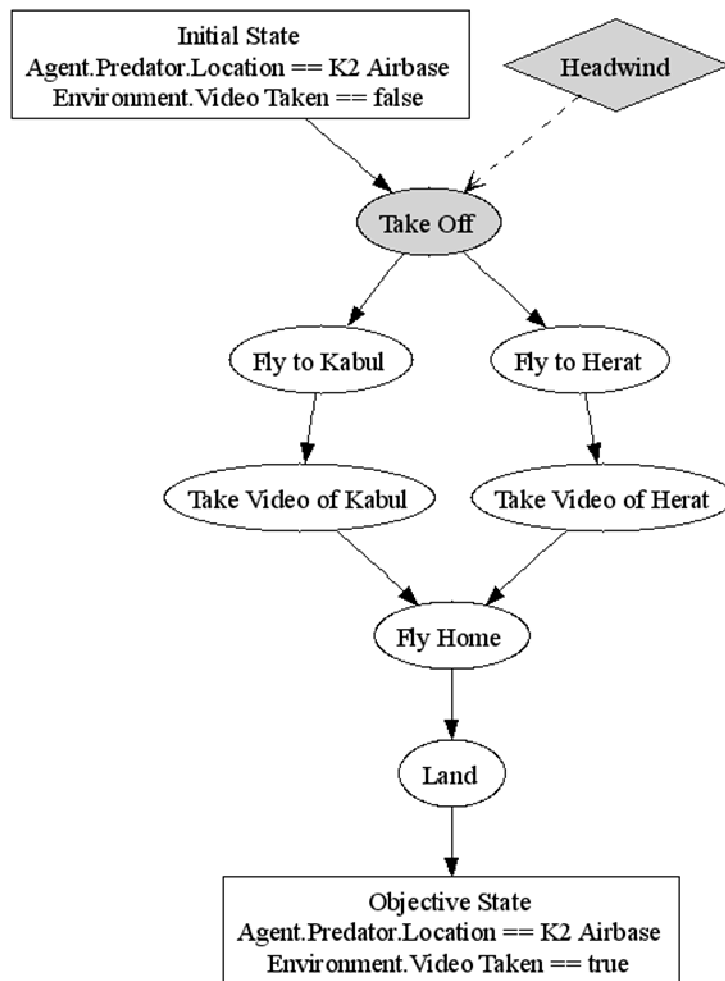 Initial State
Agent.Predator.Location == K2 Airbase
Environment.Video Taken == false
Headwind
Take Off
Fly to Kabul
Fly to Herat
Take Video of Kabul
Take Video of Herat
Fly Home
Land
Objective State
Agent.Predator.Location == K2 Airbase
Environment.Video Taken == true